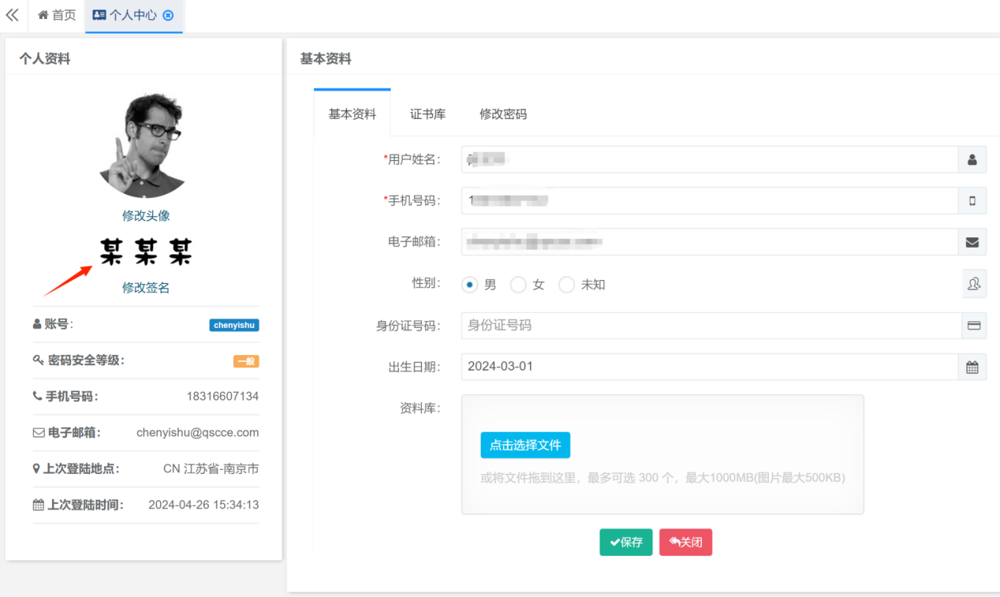 首页 个人中心
个人资料
修改头像
某某某
修改签名
账号: chenyishu
密码安全等级: 一般
手机号码: 18316607134
电子邮箱: chenyishu@qscce.com
上次登陆地点: CN 江苏省-南京市
上次登陆时间: 2024-04-26 15:34:13
基本资料
基本资料 证书库 修改密码
*用户姓名:
*手机号码: 1
电子邮箱:
性别: 男 女 未知
身份证号码: 身份证号码
出生日期: 2024-03-01
资料库:
点击选择文件
或将文件拖到这里，最多可选 300 个，最大1000MB(图片最大500KB)
保存 关闭